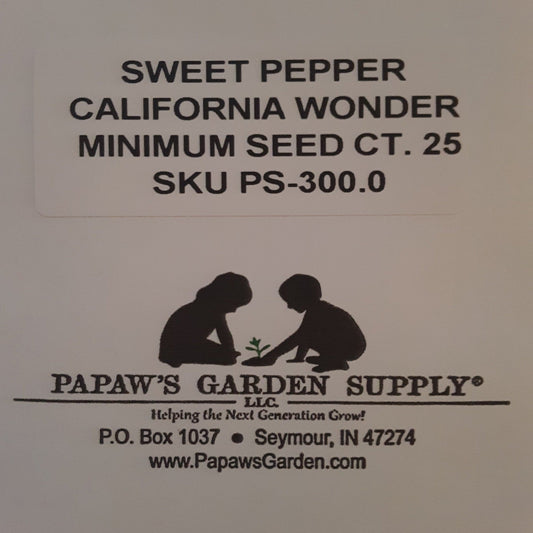 SWEET PEPPER
CALIFORNIA WONDER
MINIMUM SEED CT. 25
SKU PS-300.0
PAPAW'S GARDEN SUPPLY®
LLC.
Helping the Next Generation Grow!
P.O. Box 1037 ● Seymour, IN 47274
www.PapawsGarden.com